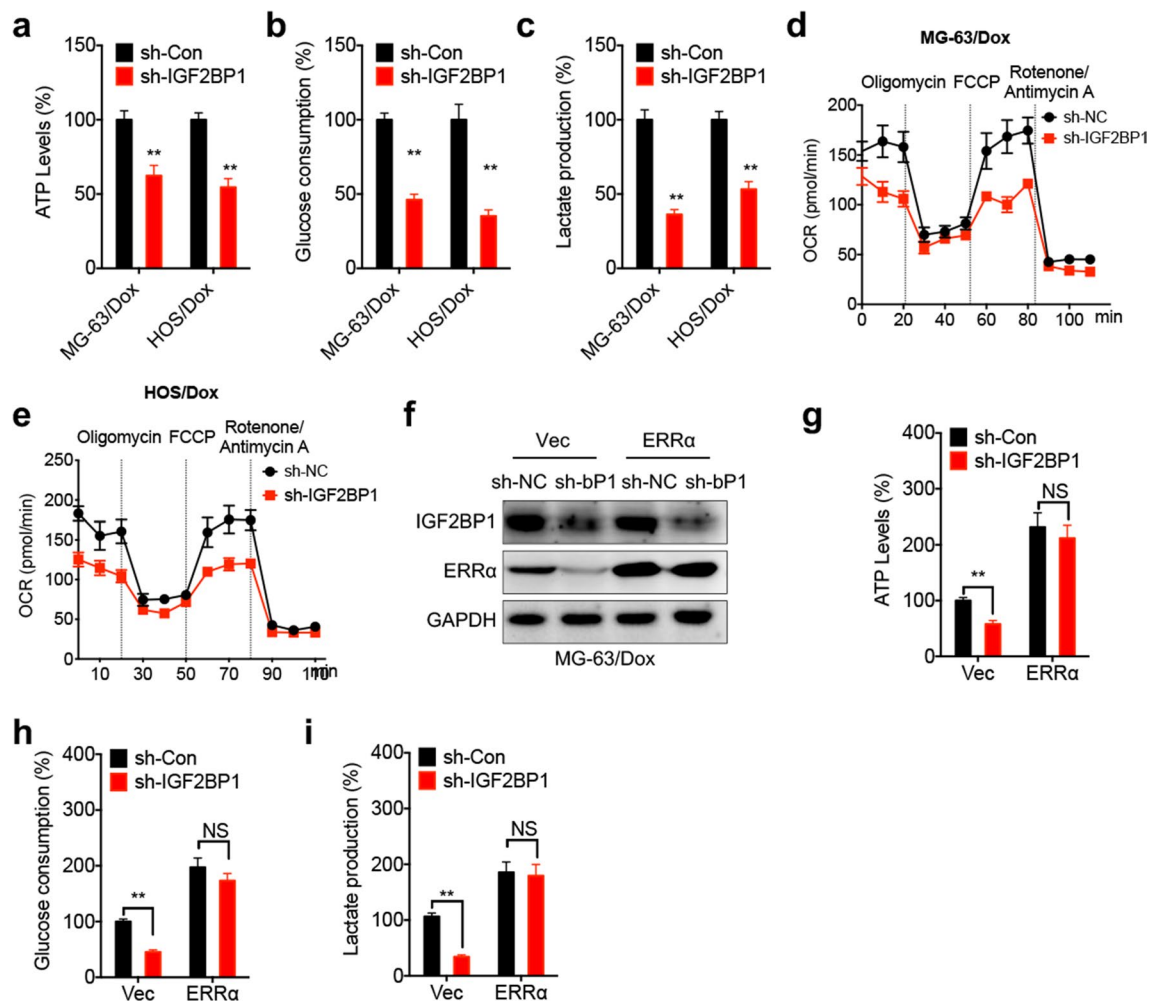 a
150
100
50
0
ATP Levels (%)
sh-Con
sh-IGF2BP1
**
**
MG-63/Dox
HOS/Dox
b
150
100
50
0
Glucose consumption (%)
sh-Con
sh-IGF2BP1
**
**
MG-63/Dox
HOS/Dox
c
150
100
50
0
Lactate production (%)
sh-Con
sh-IGF2BP1
**
**
MG-63/Dox
HOS/Dox
d
MG-63/Dox
Oligomycin FCCP Rotenone/
Antimycin A
sh-NC
sh-IGF2BP1
200
150
100
50
0
OCR (pmol/min)
0 20 40 60 80 100 min
e
HOS/Dox
Oligomycin FCCP Rotenone/
Antimycin A
sh-NC
sh-IGF2BP1
250
200
150
100
50
0
OCR (pmol/min)
10 30 50 70 90 110 min
f
Vec ERRα
sh-NC sh-bP1 sh-NC sh-bP1
IGF2BP1
ERRα
GAPDH
MG-63/Dox
g
400
300
200
100
0
ATP Levels (%)
sh-Con
sh-IGF2BP1
**
NS
Vec ERRα
h
400
300
200
100
0
Glucose consumption (%)
sh-Con
sh-IGF2BP1
**
NS
Vec ERRα
i
400
300
200
100
0
Lactate production (%)
sh-Con
sh-IGF2BP1
**
NS
Vec ERRα